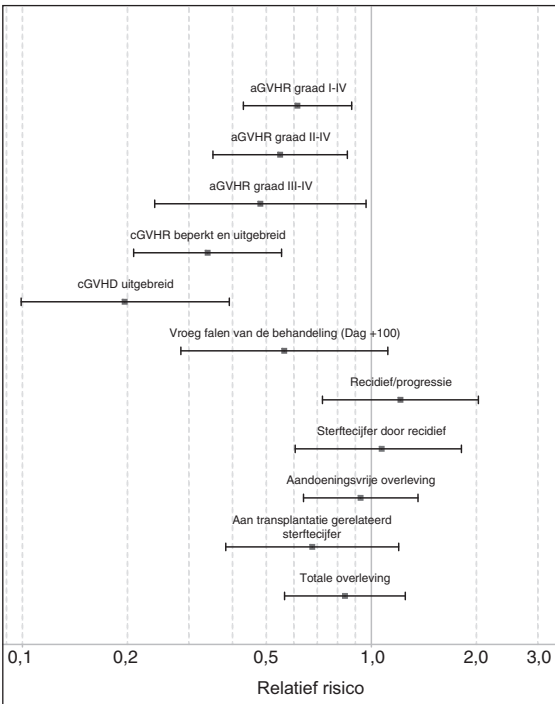 aGVHR graad I-IV
aGVHR graad II-IV
aGVHR graad III-IV
cGVHR beperkt en uitgebreid
cGVHD uitgebreid
Vroeg falen van de behandeling (Dag +100)
Recidief/progressie
Sterftecijfer door recidief
Aandoeningsvrije overleving
Aan transplantatie gerelateerd
sterftecijfer
Totale overleving
0,1 0,2 0,5 1,0 2,0 3,0
Relatief risico